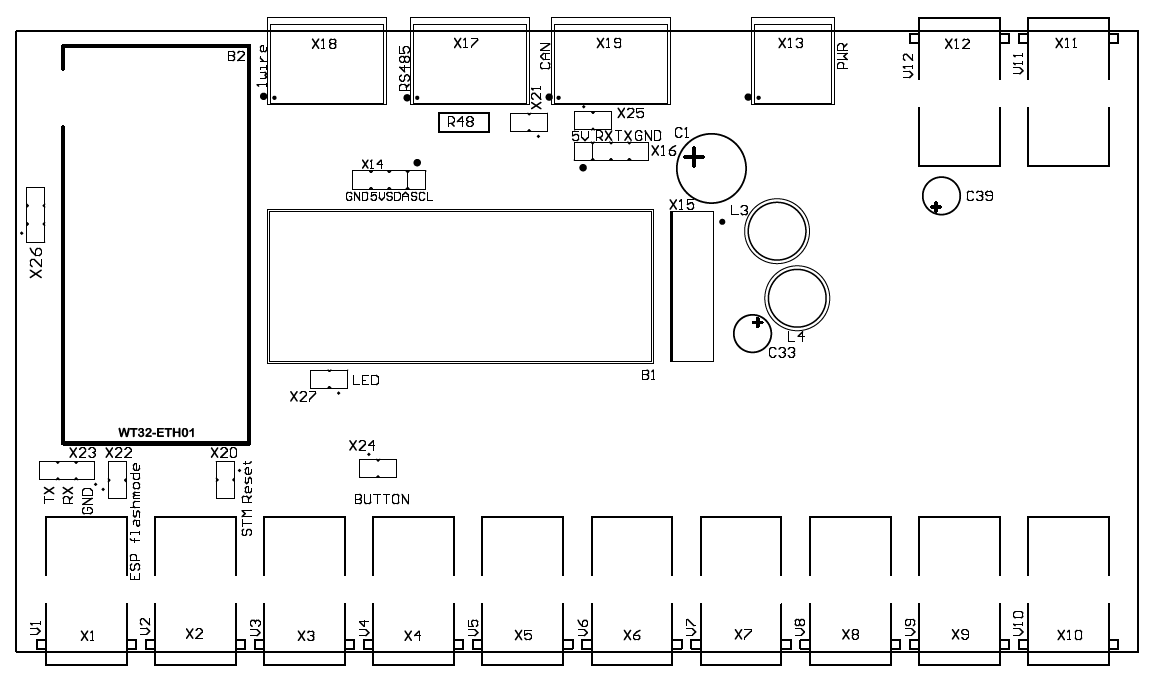 B2
1wire
X18
RS485
X17
CAN
X19
X13
PWR
V12
X12
V11
X11
R48
X21
X25
5V RXTXGND
X16
C1
X14
GND5VSDASCL
X26
X15
L3
C39
L4
C33
B1
X27
LED
WT32-ETH01
X23
X22
X20
X24
BUTTON
TX
RX
GND
ESP flashmode
STM Reset
V1
X1
V2
X2
V3
X3
V4
X4
V5
X5
V6
X6
V7
X7
V8
X8
V9
X9
V10
X10